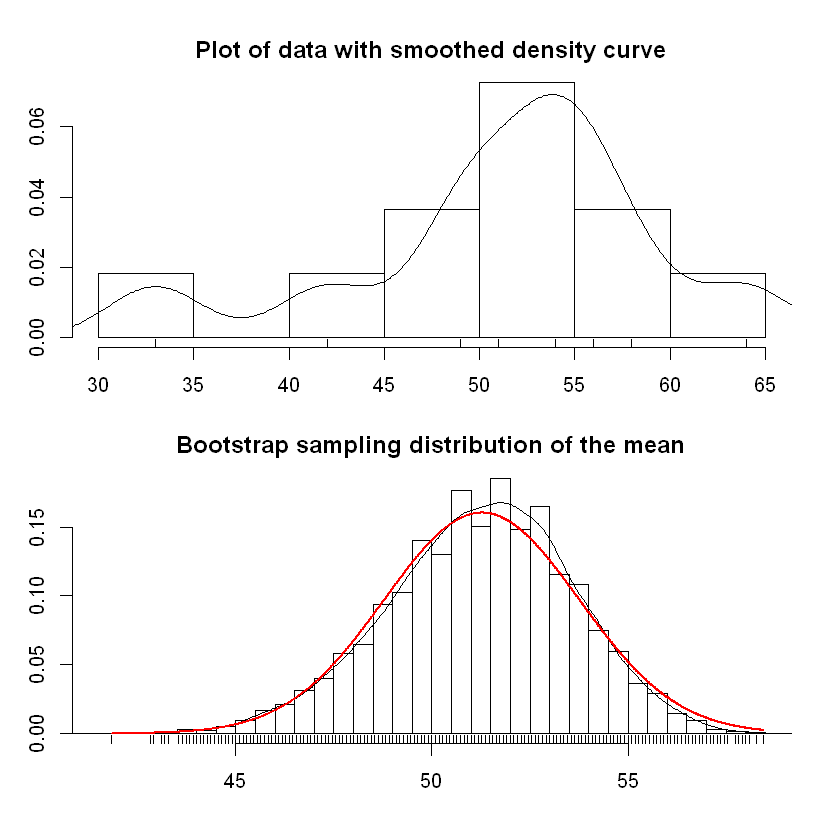 Plot of data with smoothed density curve
0.06
0.04
0.02
0.00
30 35 40 45 50 55 60 65
Bootstrap sampling distribution of the mean
0.15
0.10
0.05
0.00
45 50 55